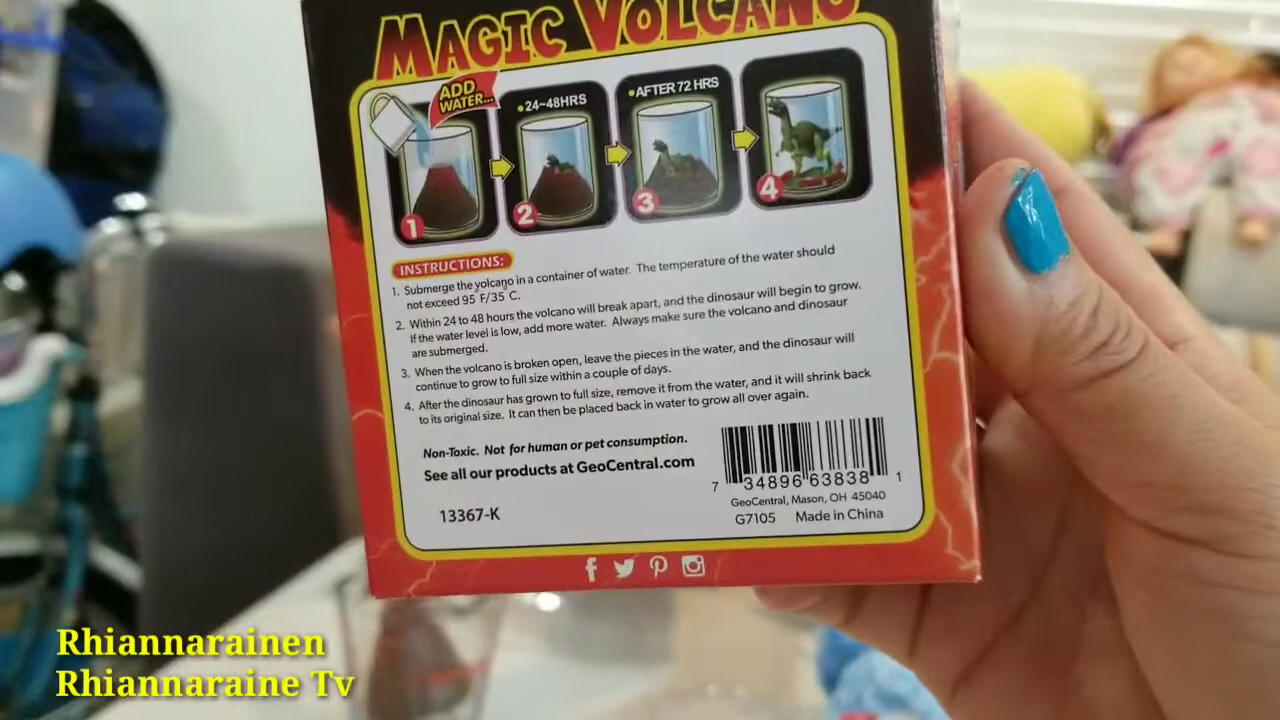 MAGIC VOLCANO
ADD
WATER...
•24~48HRS
•AFTER 72 HRS
1
2
3
4
INSTRUCTIONS:
1. Submerge the volcano in a container of water. The temperature of the water should
not exceed 95°F/35°C.
2. Within 24 to 48 hours the volcano will break apart, and the dinosaur will begin to grow.
If the water level is low, add more water. Always make sure the volcano and dinosaur
are submerged.
3. When the volcano is broken open, leave the pieces in the water, and the dinosaur will
continue to grow to full size within a couple of days.
4. After the dinosaur has grown to full size, remove it from the water, and it will shrink back
to its original size. It can then be placed back in water to grow all over again.
Non-Toxic. Not for human or pet consumption.
See all our products at GeoCentral.com
13367-K
7 34896 63838 1
GeoCentral, Mason, OH 45040
G7105 Made in China
Rhiannarainen
Rhiannaraine Tv